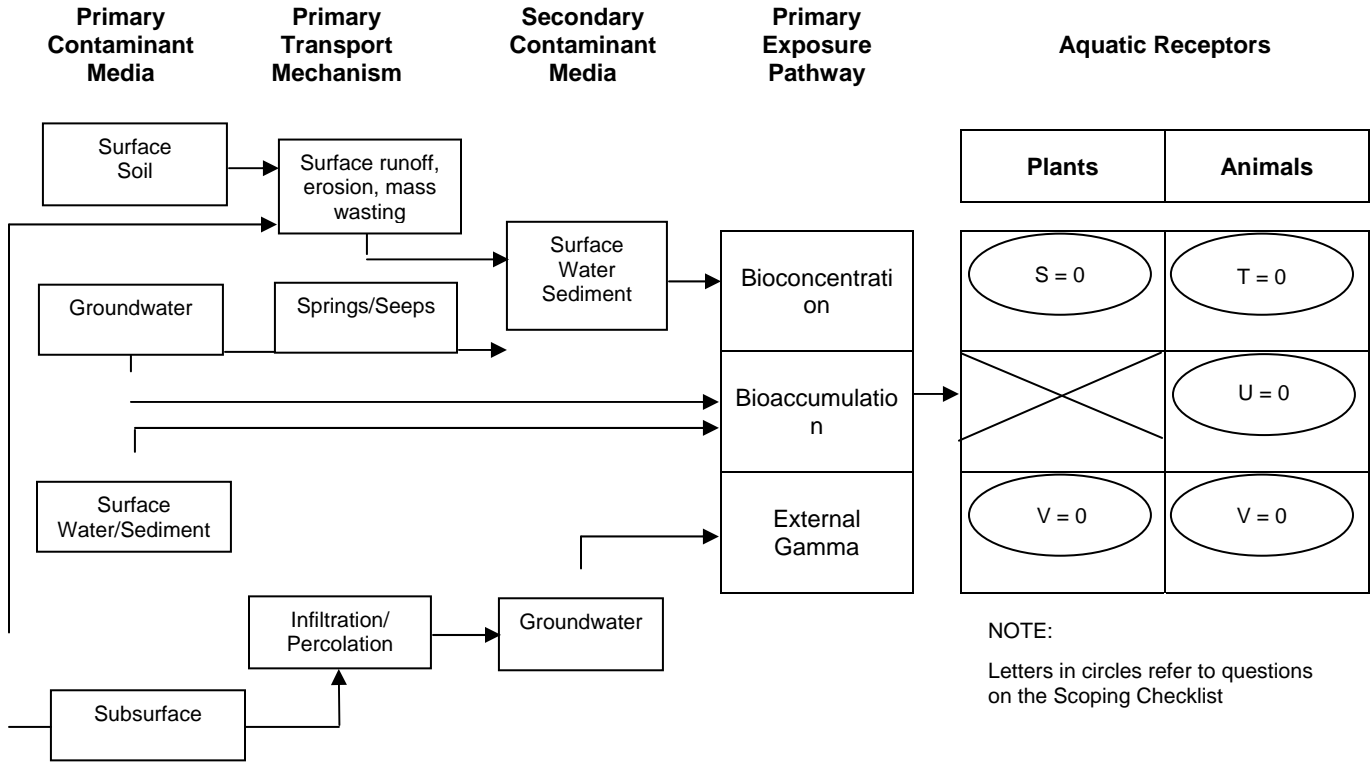 Primary
Contaminant
Media
Primary
Transport
Mechanism
Secondary
Contaminant
Media
Primary
Exposure
Pathway
Aquatic Receptors
Surface
Soil
Surface runoff,
erosion, mass
wasting
Plants
Animals
Surface
Water
Sediment
Bioconcentrati
on
S = 0
T = 0
Groundwater
Springs/Seeps
Bioaccumulatio
n
U = 0
Surface
Water/Sediment
External
Gamma
V = 0
V = 0
Infiltration/
Percolation
Groundwater
Subsurface
NOTE:
Letters in circles refer to questions
on the Scoping Checklist